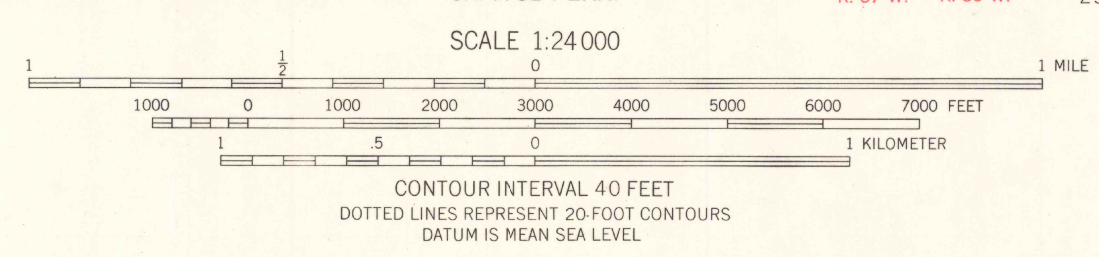 SCALE 1:24000
1 1/2 0 1 MILE
1000 0 1000 2000 3000 4000 5000 6000 7000 FEET
1 .5 0 1 KILOMETER
CONTOUR INTERVAL 40 FEET
DOTTED LINES REPRESENT 20-FOOT CONTOURS
DATUM IS MEAN SEA LEVEL